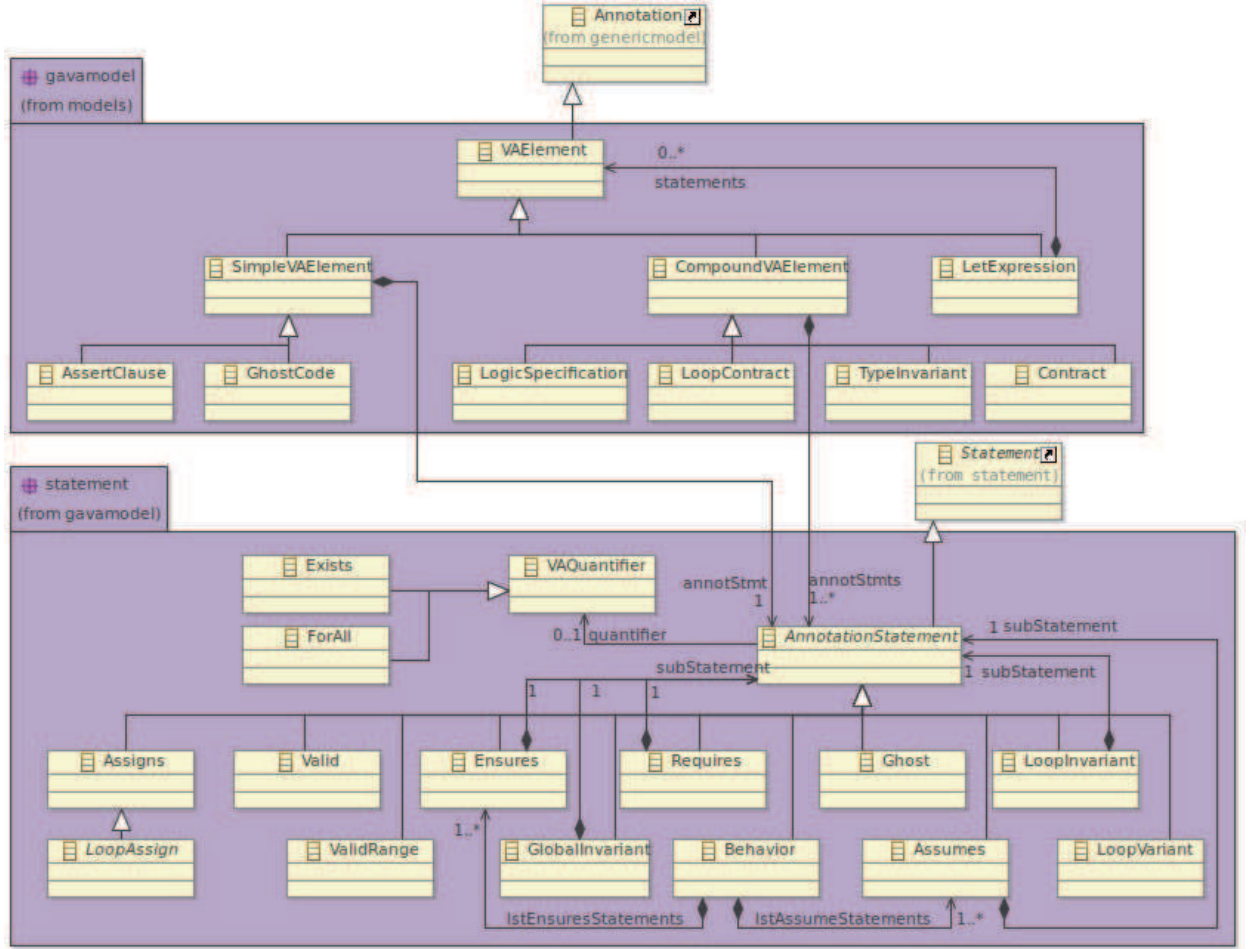 Annotation
(from genericmodel)
gavamodel
(from models)
VAElement
0..*
statements
SimpleVAElement
CompoundVAElement
LetExpression
AssertClause
GhostCode
LogicSpecification
LoopContract
TypeInvariant
Contract
Statement
(from statement)
statement
(from gavamodel)
Exists
VAQuantifier
annotStmt
1
annotStmts
1..*
ForAll
0..1 quantifier
AnnotationStatement
1 subStatement
subStatement
1 subStatement
1
1
1
Assigns
Valid
Ensures
Requires
Ghost
LoopInvariant
1..*
LoopAssign
ValidRange
GlobalInvariant
Behavior
Assumes
LoopVariant
lstEnsuresStatements
lstAssumeStatements
1..*